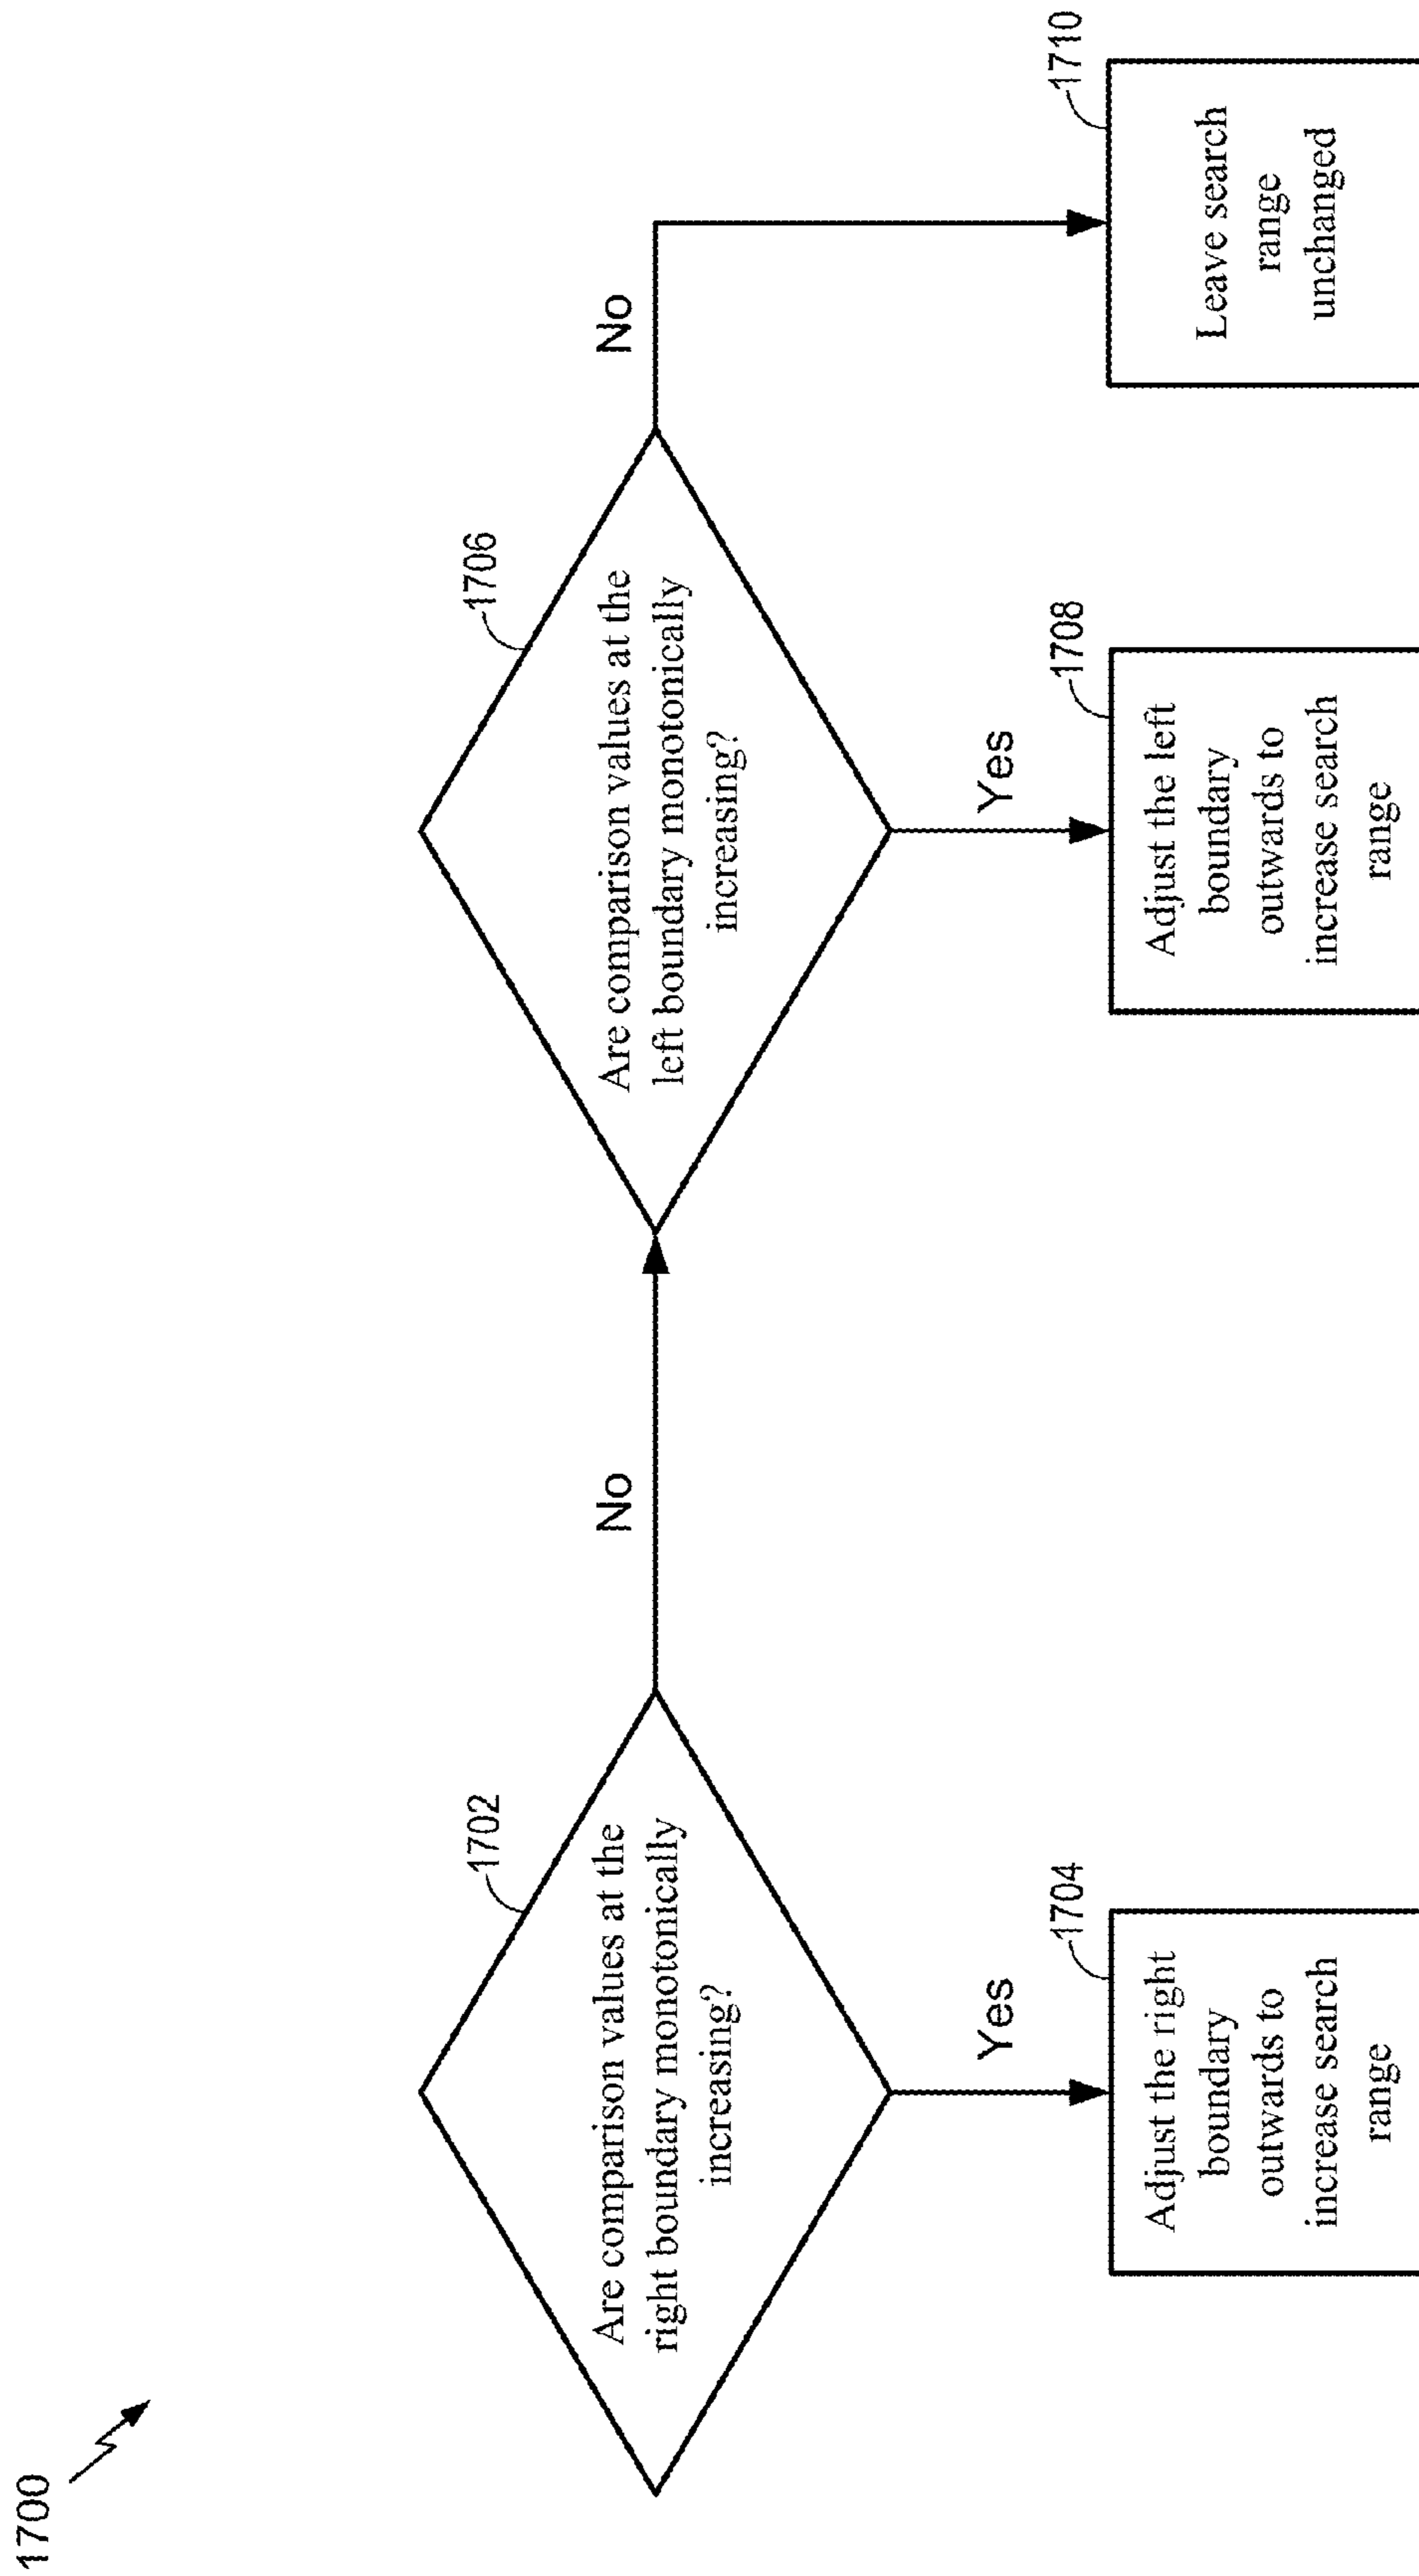 1700
1702
Are comparison values at the
right boundary monotonically
increasing?
No
1706
Are comparison values at the
left boundary monotonically
increasing?
No
Yes
1704
Adjust the right
boundary
outwards to
increase search
range
Yes
1708
Adjust the left
boundary
outwards to
increase search
range
1710
Leave search
range
unchanged